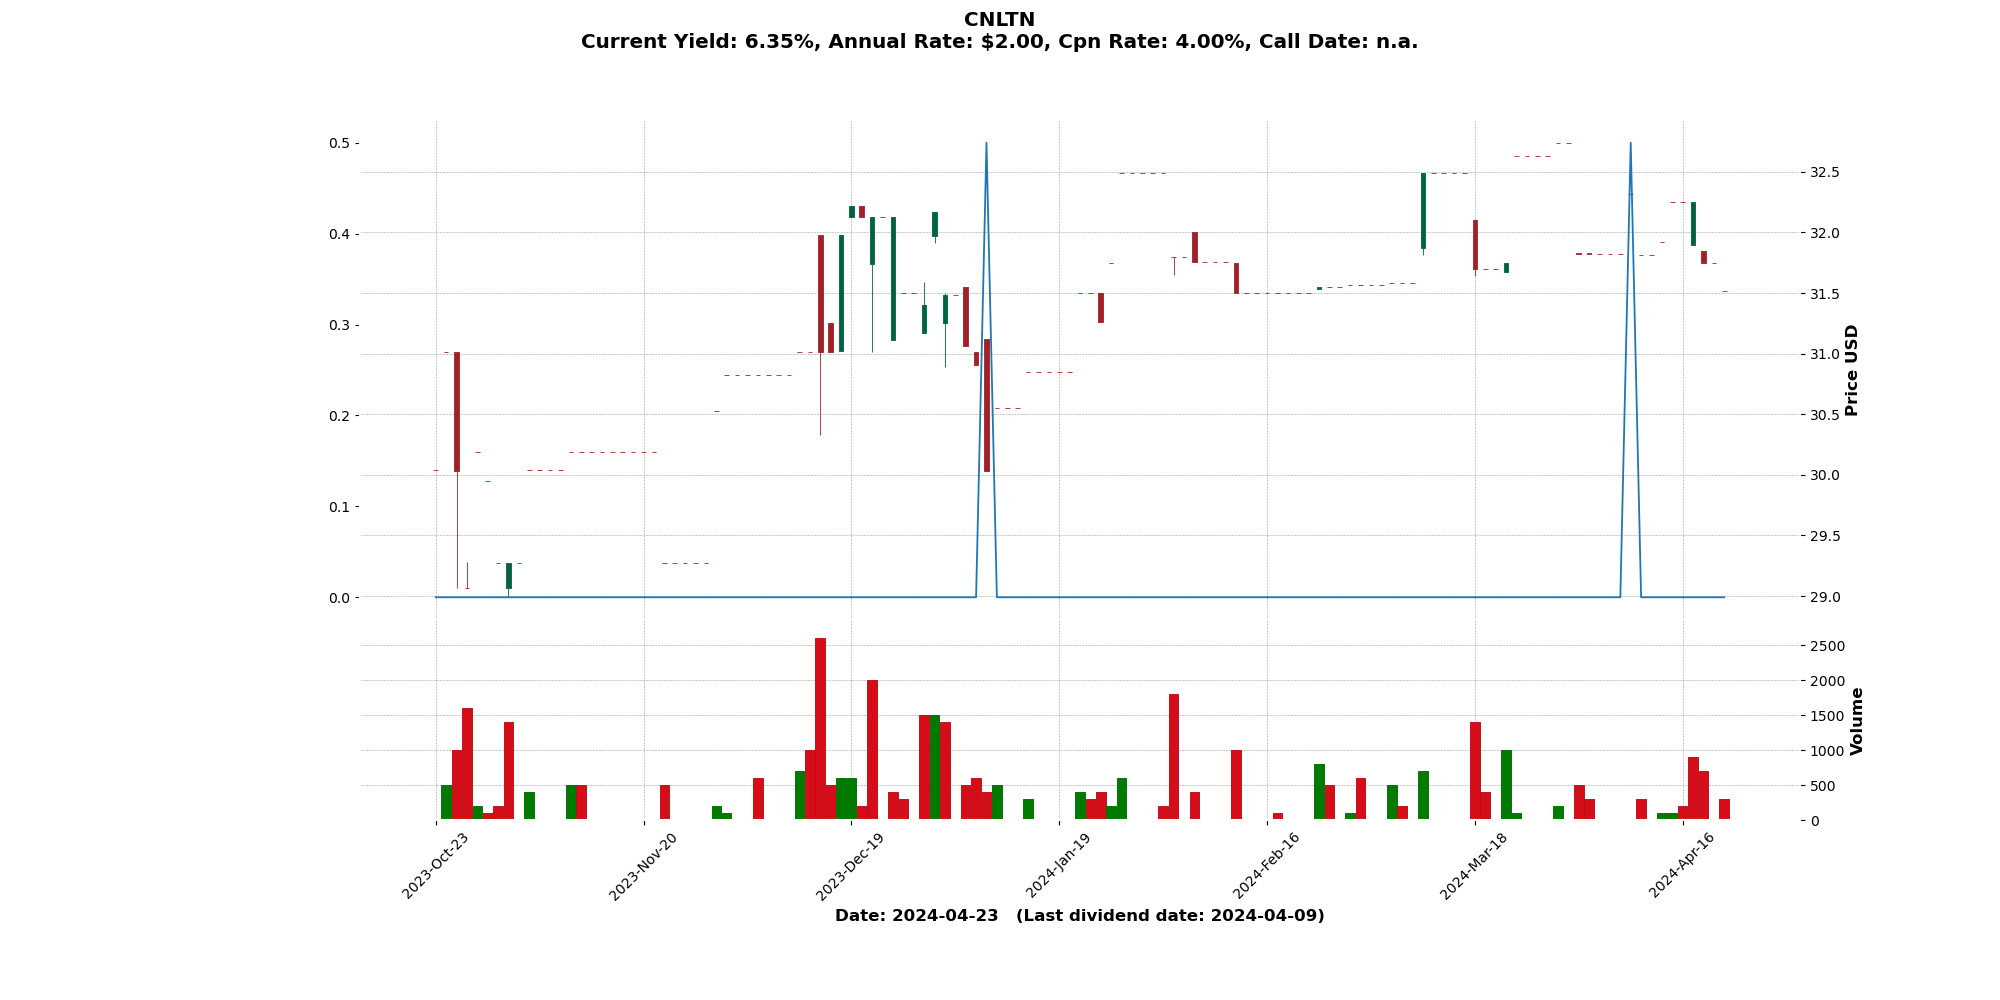 CNLTN
Current Yield: 6.35%, Annual Rate: $2.00, Cpn Rate: 4.00%, Call Date: n.a.
0.5
0.4
0.3
0.2
0.1
0.0
32.5
32.0
31.5
31.0
30.5
30.0
29.5
29.0
Price USD
2500
2000
1500
1000
500
0
Volume
2023-Oct-23
2023-Nov-20
2023-Dec-19
2024-Jan-19
2024-Feb-16
2024-Mar-18
2024-Apr-16
Date: 2024-04-23 (Last dividend date: 2024-04-09)